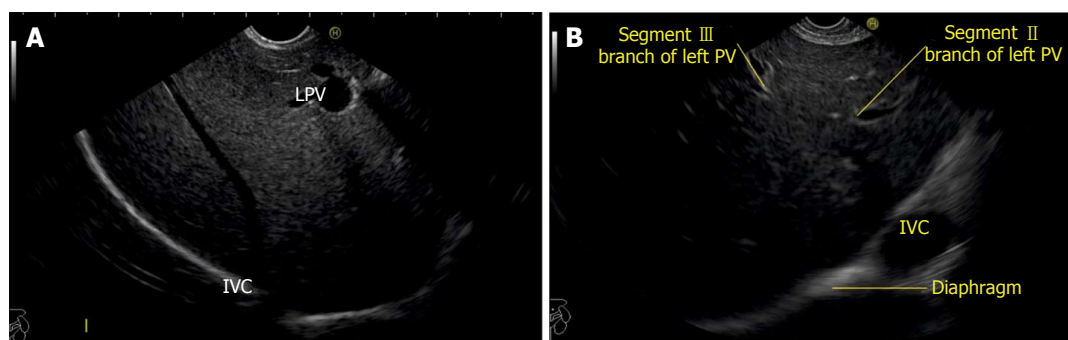 A
H
LPV
IVC
B
H
Segment Ⅲ
branch of left PV
Segment Ⅱ
branch of left PV
IVC
Diaphragm